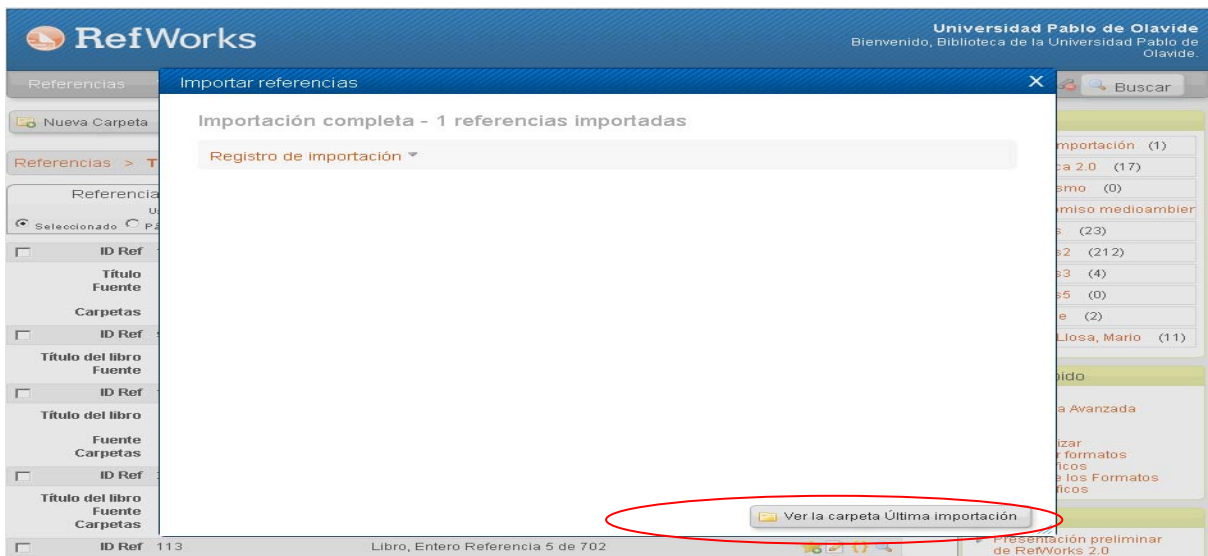 RefWorks
Universidad Pablo de Olavide
Bienvenido, Biblioteca de la Universidad Pablo de
Olavide.
Referencias
Importar referencias
X
Buscar
Nueva Carpeta
Importación completa - 1 referencias importadas
Registro de importación
mportación (1)
Referencias > T
ca 2.0 (17)
Referencia
smo (0)
Us
miso medioambier
Seleccionado Pá
s (23)
ID Ref
s2 (212)
Título
s3 (4)
Fuente
s5 (0)
Carpetas
e (2)
ID Ref
Llosa, Mario (11)
Título del libro
Fuente
pido
ID Ref
Título del libro
a Avanzada
Fuente
izar
Carpetas
r formatos
icos
ID Ref
e los Formatos
ficos
Título del libro
Fuente
Ver la carpeta Última importación
Carpetas
Presentación preliminar
de RefWorks 2.0
ID Ref 113
Libro, Entero Referencia 5 de 702